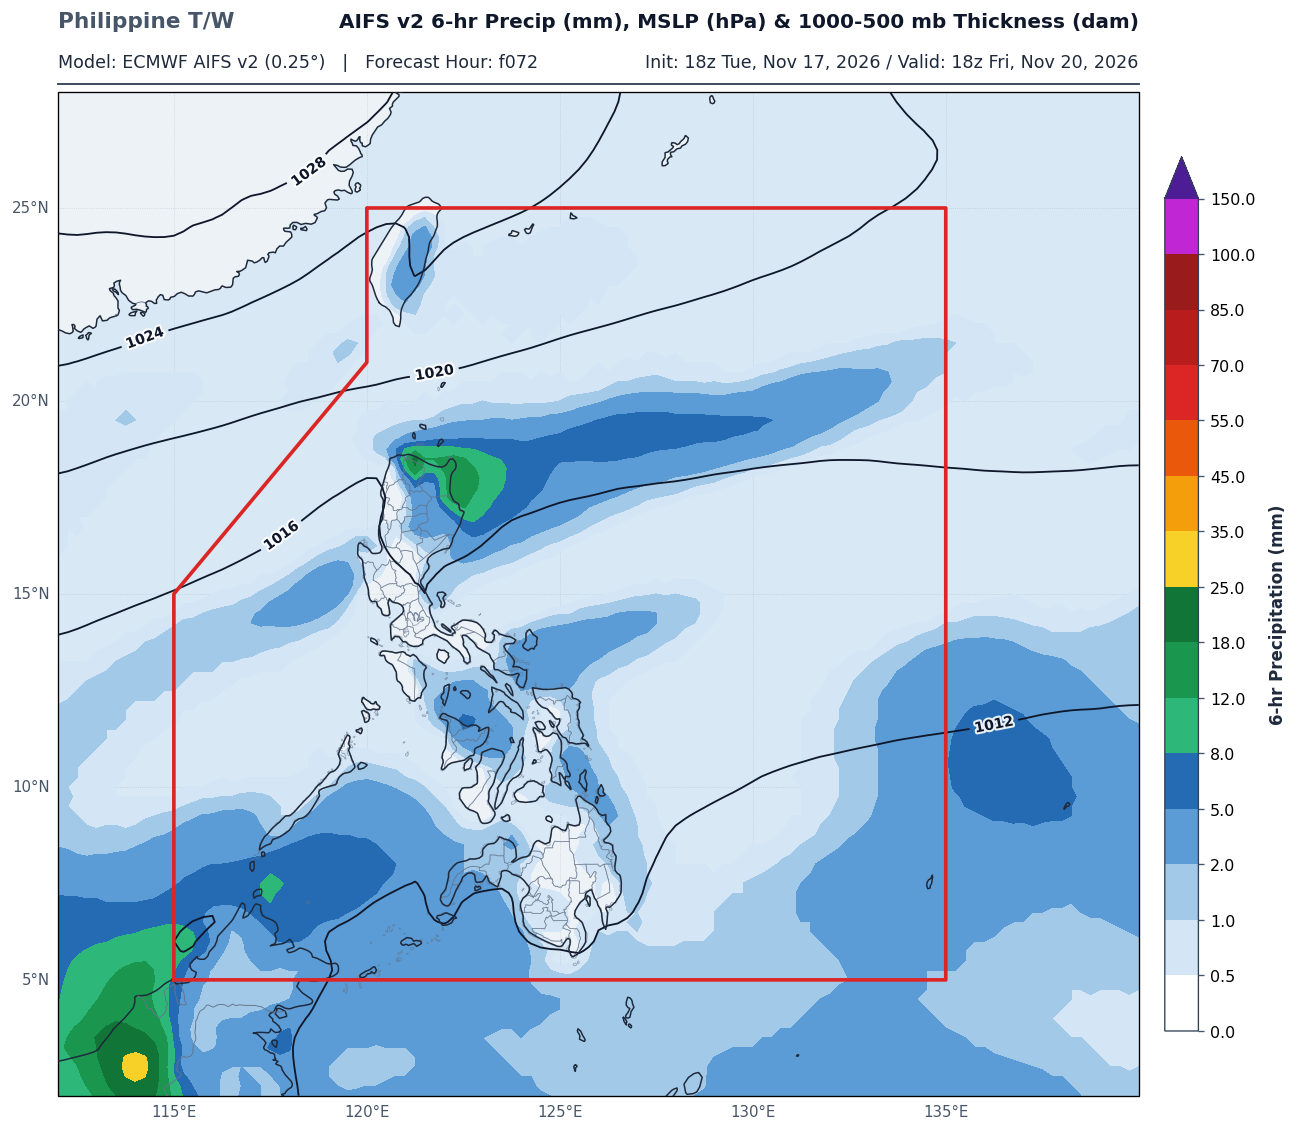 Philippine T/W
AIFS v2 6-hr Precip (mm), MSLP (hPa) & 1000-500 mb Thickness (dam)
Model: ECMWF AIFS v2 (0.25°) | Forecast Hour: f072
Init: 18z Tue, Nov 17, 2026 / Valid: 18z Fri, Nov 20, 2026
1028
1024
1020
1016
1012
25°N
20°N
15°N
10°N
5°N
115°E
120°E
125°E
130°E
135°E
150.0
100.0
85.0
70.0
55.0
45.0
35.0
25.0
18.0
12.0
8.0
5.0
2.0
1.0
0.5
0.0
6-hr Precipitation (mm)